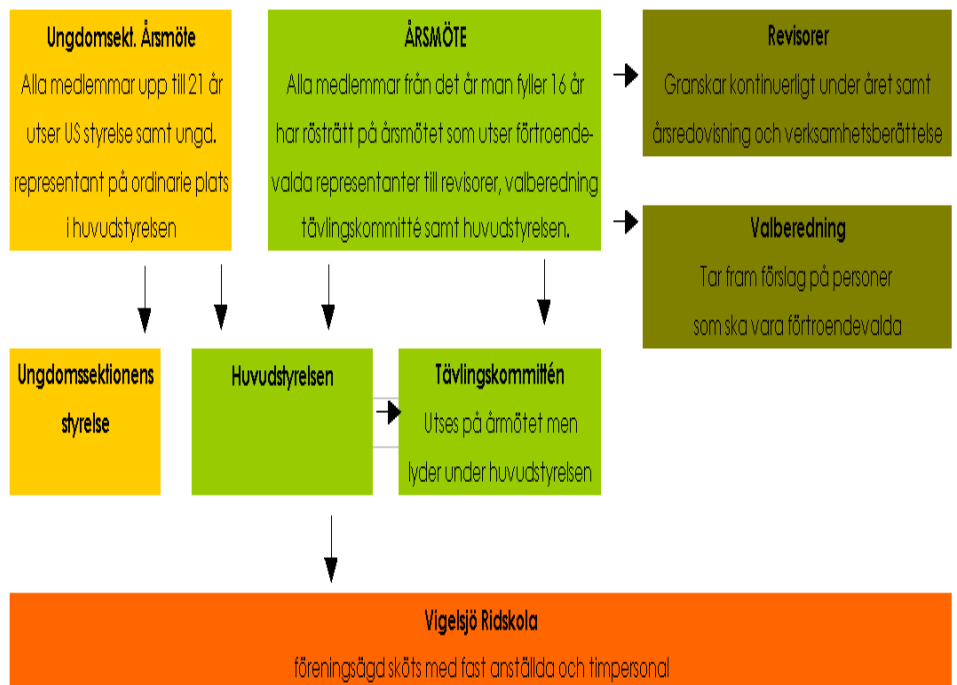 Ungdomsekt. Årsmöte
Alla medlemmar upp till 21 år
utser US styrelse samt ungd.
representant på ordinarie plats
i huvudstyrelsen
ÅRSMÖTE
Alla medlemmar från det år man fyller 16 år
har rösträtt på årsmötet som utser förtroende-
valda representanter till revisorer, valberedning
tävlingskommitté samt huvudstyrelsen.
Revisorer
Granskar kontinuerligt under året samt
årsredovisning och verksamhetsberättelse
Valberedning
Tar fram förslag på personer
som ska vara förtroendevalda
Ungdomssektionens
styrelse
Huvudstyrelsen
Tävlingskommittén
Utses på årmötet men
lyder under huvudstyrelsen
Vigelsjö Ridskola
föreningsägd sköts med fast anställda och timpersonal